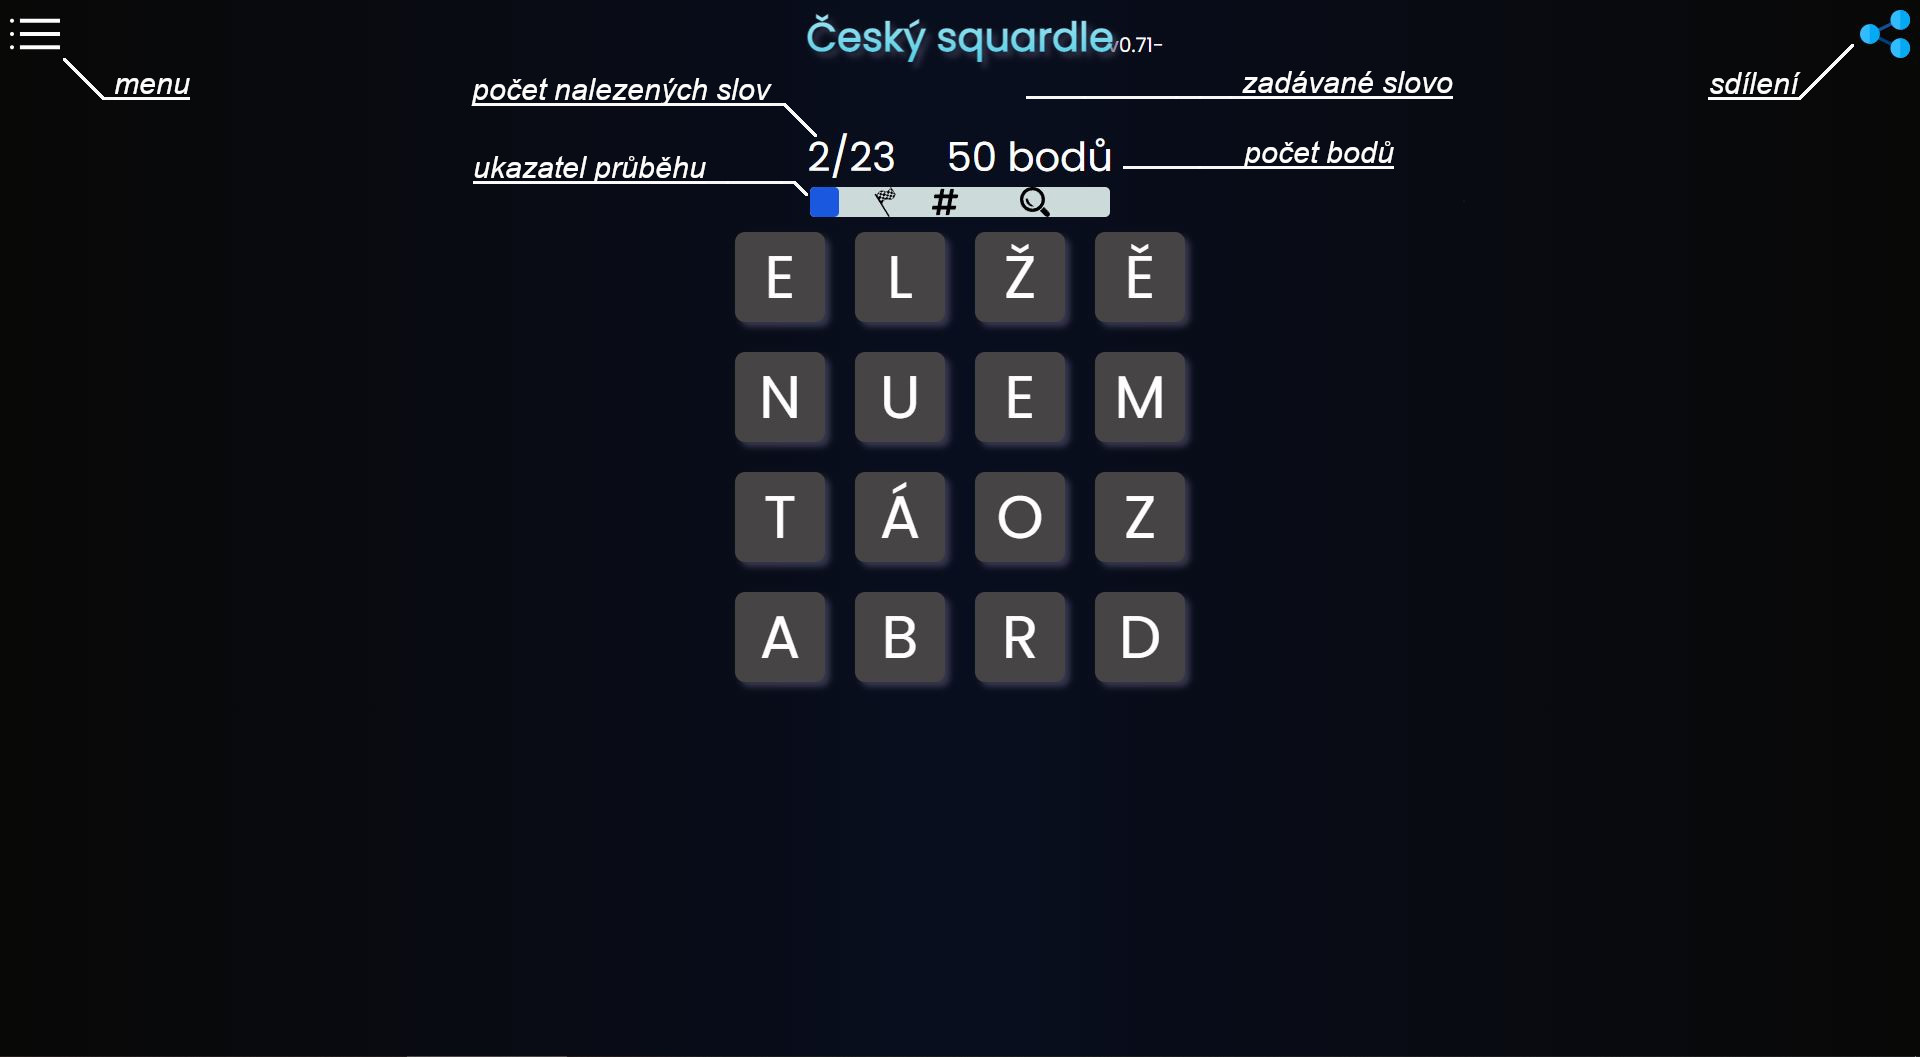 Český squardle v0.71-
menu
počet nalezených slov
zadávané slovo
sdílení
2/23 50 bodů
ukazatel průběhu
počet bodů
#
E L Ž Ě
N U E M
T Á O Z
A B R D